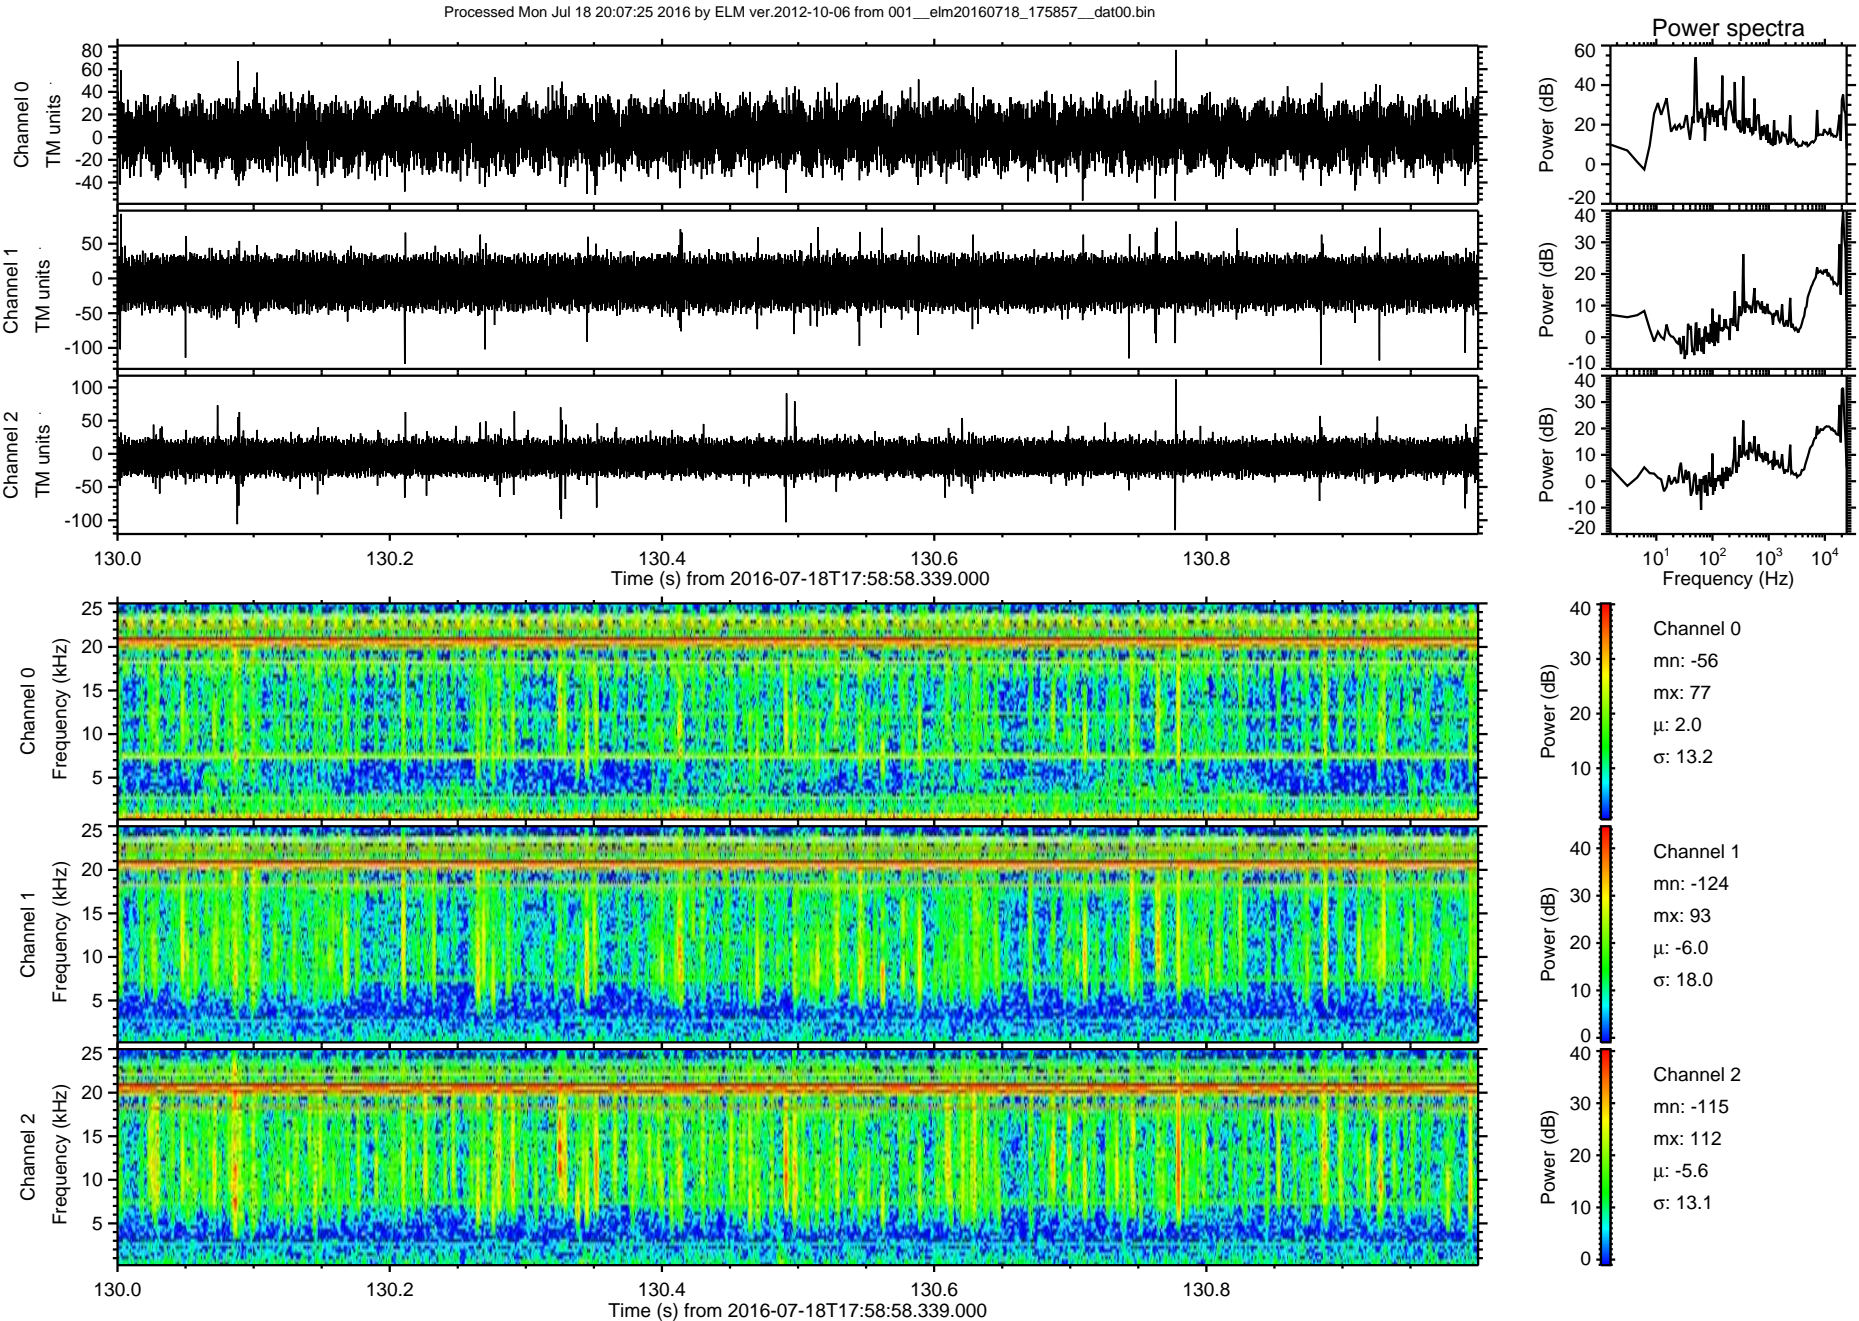 Processed Mon Jul 18 20:07:25 2016 by ELM ver.2012-10-06 from 001__elm20160718_175857__dat00.bin
Power spectra
Channel 0
TM units
80
60
40
20
0
-20
-40
Power (dB)
60
40
20
0
-20
Channel 1
TM units
50
0
-50
-100
Power (dB)
40
30
20
10
0
-10
Channel 2
TM units
100
50
0
-50
-100
Power (dB)
40
30
20
10
0
-10
-20
130.0 130.2 130.4 130.6 130.8
Time (s) from 2016-07-18T17:58:58.339.000
10^1 10^2 10^3 10^4
Frequency (Hz)
Channel 0
Frequency (kHz)
25
20
15
10
5
Power (dB)
40
30
20
10
Channel 0
mn: -56
mx: 77
μ: 2.0
σ: 13.2
Channel 1
Frequency (kHz)
25
20
15
10
5
Power (dB)
40
30
20
10
0
Channel 1
mn: -124
mx: 93
μ: -6.0
σ: 18.0
Channel 2
Frequency (kHz)
25
20
15
10
5
Power (dB)
40
30
20
10
0
Channel 2
mn: -115
mx: 112
μ: -5.6
σ: 13.1
130.0 130.2 130.4 130.6 130.8
Time (s) from 2016-07-18T17:58:58.339.000